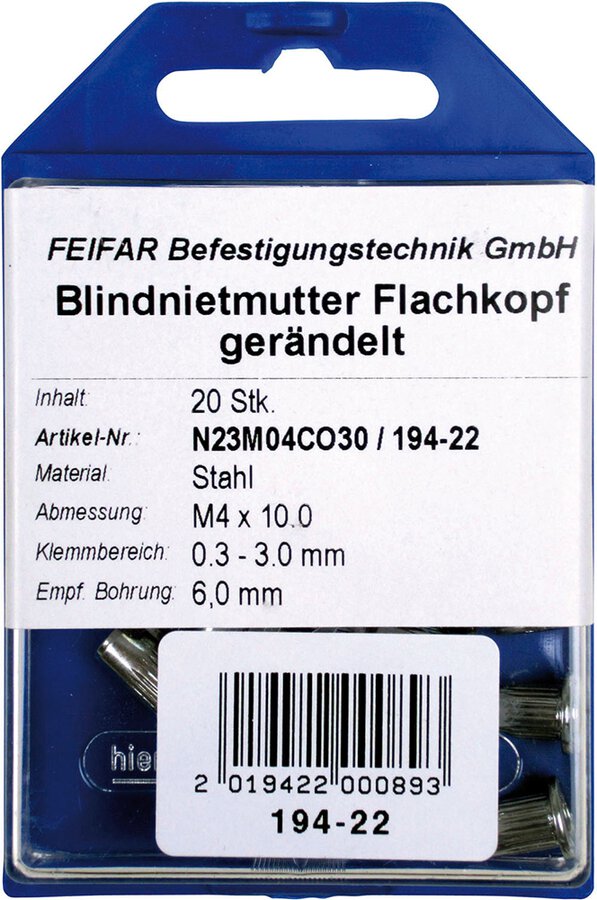 FEIFAR Befestigungstechnik GmbH
Blindnietmutter Flachkopf
gerändelt
Inhalt: 20 Stk.
Artikel-Nr.: N23M04CO30 / 194-22
Material: Stahl
Abmessung: M4 x 10.0
Klemmbereich: 0.3 - 3.0 mm
Empf. Bohrung: 6,0 mm
hier
2 019422 000893
194-22